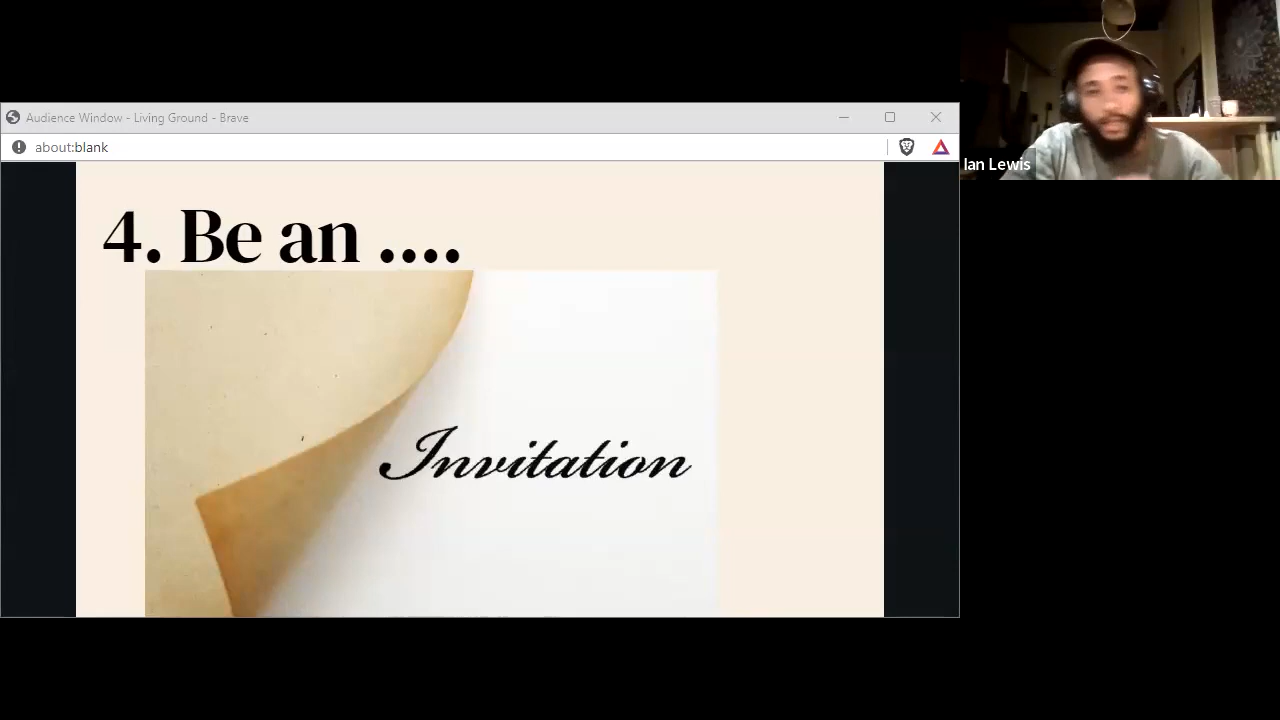 Audience Window - Living Ground - Brave
about:blank
Ian Lewis
4. Be an ....
Invitation